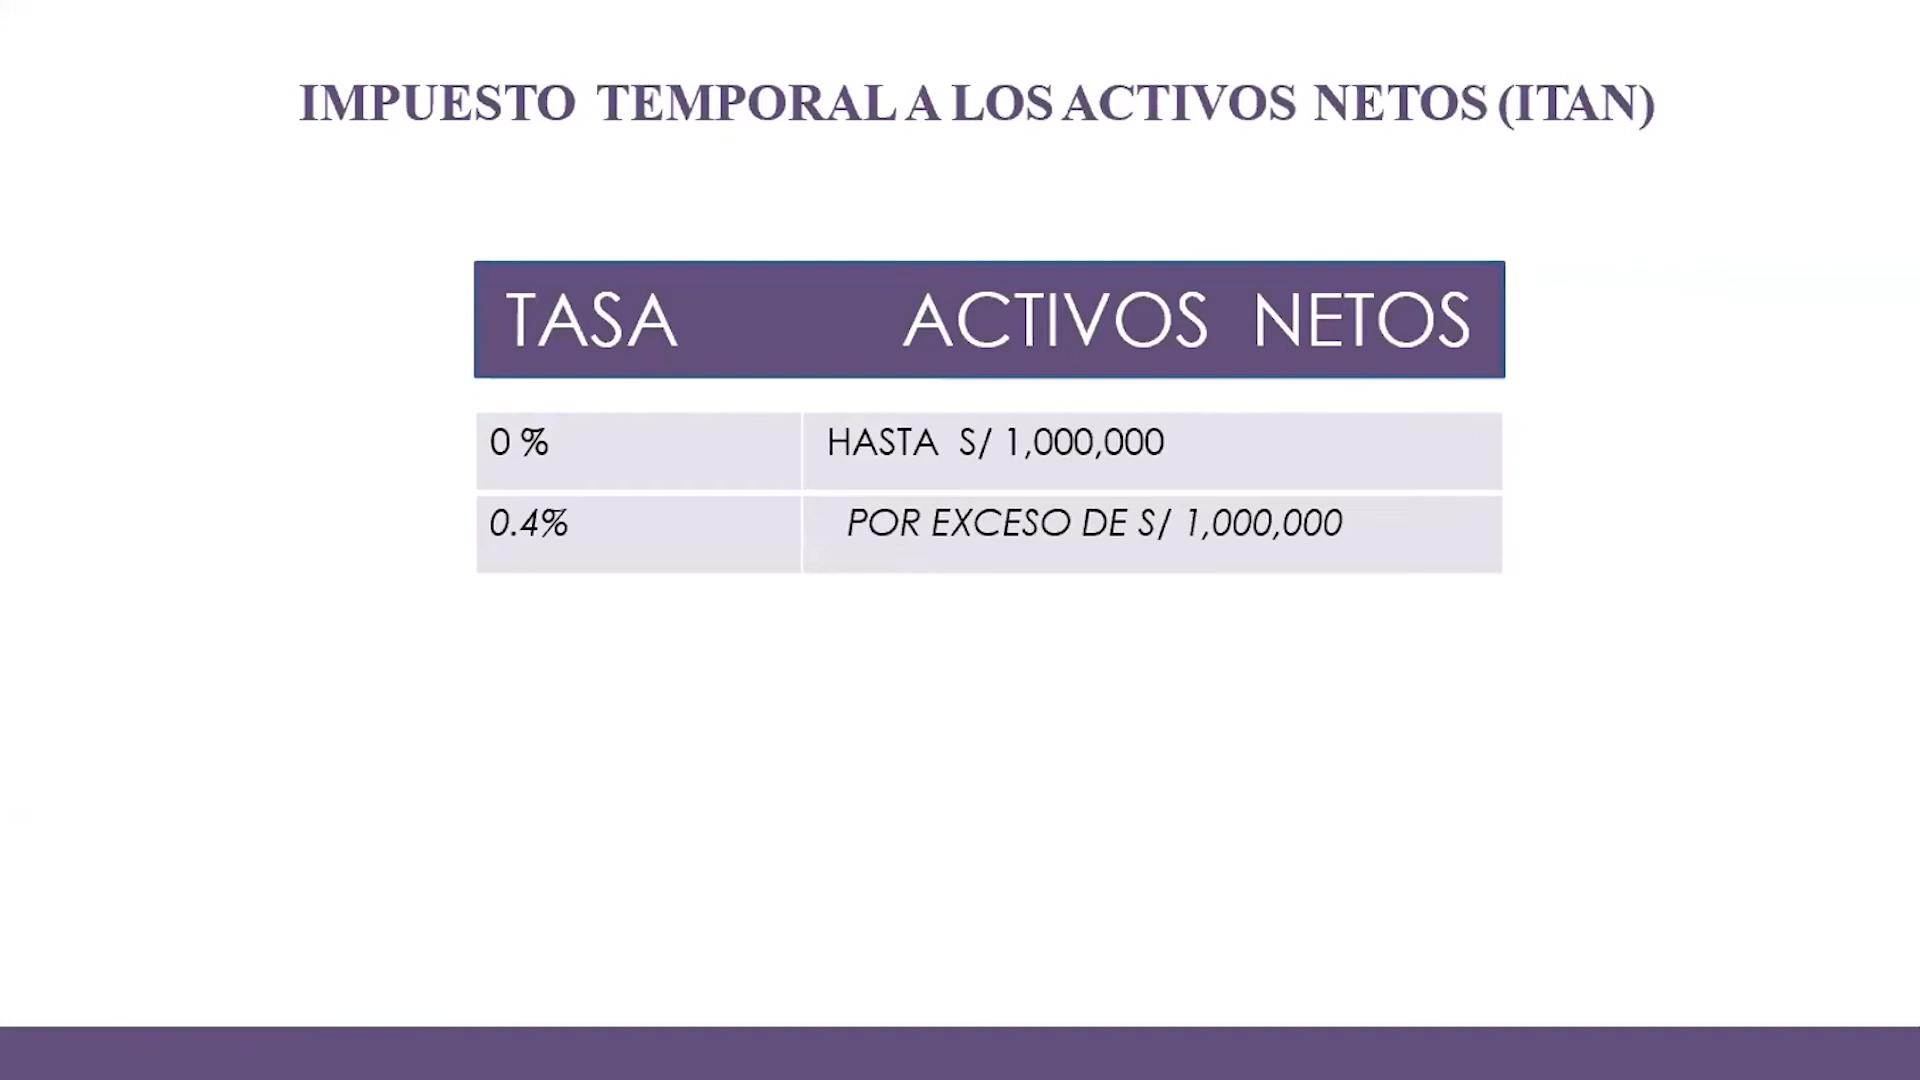 IMPUESTO TEMPORAL A LOS ACTIVOS NETOS (ITAN)
TASA ACTIVOS NETOS
0 % HASTA S/ 1,000,000
0.4% POR EXCESO DE S/ 1,000,000